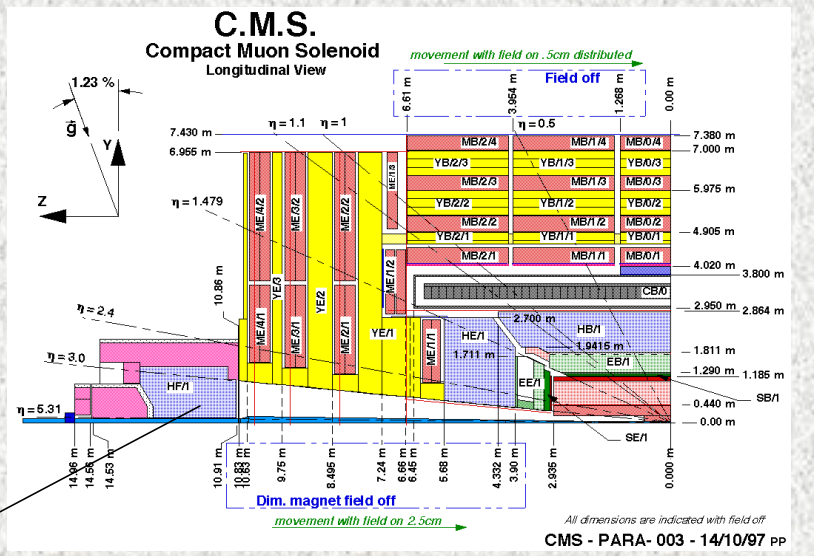 C.M.S.
Compact Muon Solenoid
Longitudinal View
movement with field on .5cm distributed
Field off
1.23 %
g
Y
Z
6.61 m
3.954 m
1.268 m
0.00 m
η = 1.1
η = 1
η = 0.5
7.430 m
6.955 m
η = 1.479
10.86 m
η = 2.4
η = 3.0
η = 5.31
MB/2/4
MB/1/4
MB/0/4
YB/2/3
YB/1/3
YB/0/3
MB/2/3
MB/1/3
MB/0/3
YB/2/2
YB/1/2
YB/0/2
MB/2/2
MB/1/2
MB/0/2
YB/2/1
YB/1/1
YB/0/1
MB/2/1
MB/1/1
MB/0/1
7.380 m
7.000 m
5.975 m
4.905 m
4.020 m
3.800 m
2.950 m
2.864 m
1.811 m
1.290 m
1.185 m
0.440 m
0.00 m
ME/4/2
ME/3/2
ME/2/2
ME/1/3
ME/1/2
YE/3
YE/2
YE/1
ME/4/1
ME/3/1
ME/2/1
ME/1/1
CB/0
2.700 m
HB/1
HE/1
1.711 m
1.9415 m
EB/1
EE/1
HF/1
SB/1
SE/1
14.96 m
14.56 m
14.53 m
10.91 m
10.83 m
10.63 m
9.75 m
8.495 m
7.24 m
6.66 m
6.45 m
5.68 m
4.332 m
3.90 m
2.935 m
0.000 m
Dim. magnet field off
movement with field on 2.5cm
All dimensions are indicated with field off
CMS - PARA- 003 - 14/10/97 PP